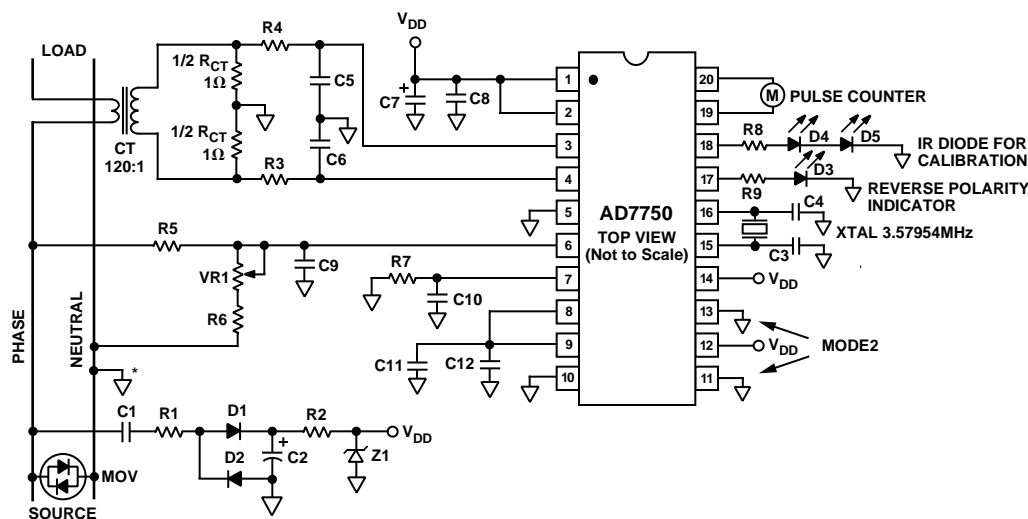 LOAD
R4
1/2 RCT
1Ω
C5
1/2 RCT
1Ω
C6
CT
120:1
R3
VDD
C7
+
C8
1
2
3
4
5
6
7
8
9
10
AD7750
TOP VIEW
(Not to Scale)
20
19
18
17
16
15
14
13
12
11
M
PULSE COUNTER
R8
D4
D5
IR DIODE FOR
CALIBRATION
D3
R9
REVERSE POLARITY
INDICATOR
C4
XTAL 3.57954MHz
C3
VDD
VDD
MODE2
R5
VR1
C9
R7
C10
R6
C11
C12
PHASE
NEUTRAL
*
C1
R1
D1
R2
VDD
+
D2
C2
Z1
MOV
SOURCE